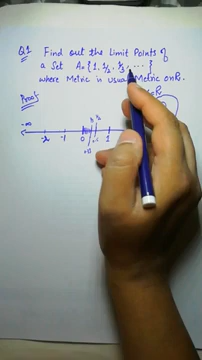 Q1 Find out the Limit Points of
a Set A={1, 1/2, 1/3, ...}
where Metric is usual Metric on R.
Proof
-∞ -2 -1 0 1